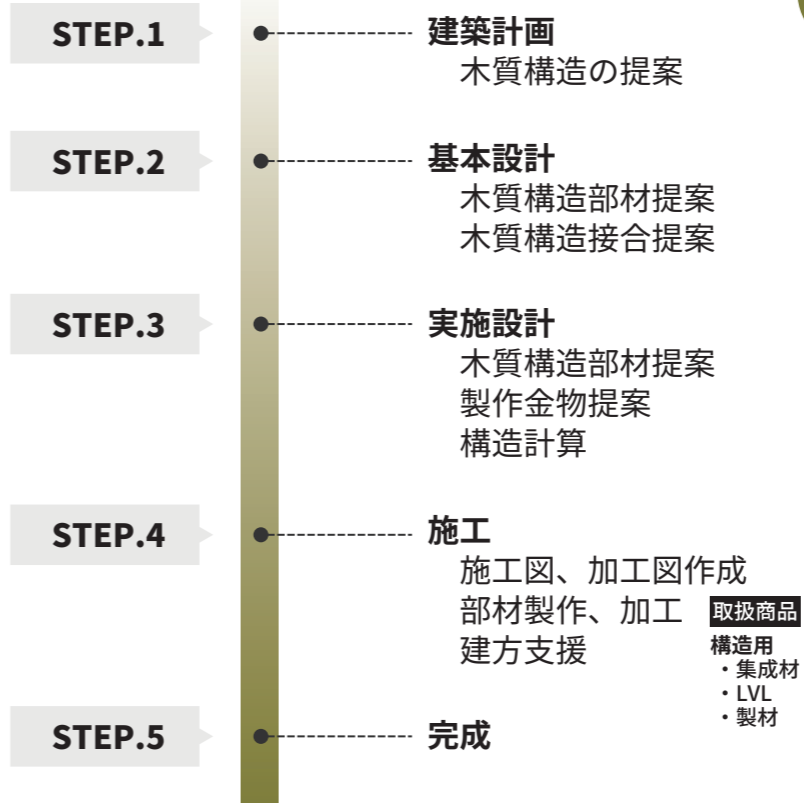 STEP.1
建築計画
木質構造の提案
STEP.2
基本設計
木質構造部材提案
木質構造接合提案
STEP.3
実施設計
木質構造部材提案
製作金物提案
構造計算
STEP.4
施工
施工図、加工図作成
部材製作、加工
建方支援
取扱商品
構造用
・集成材
・LVL
・製材
STEP.5
完成